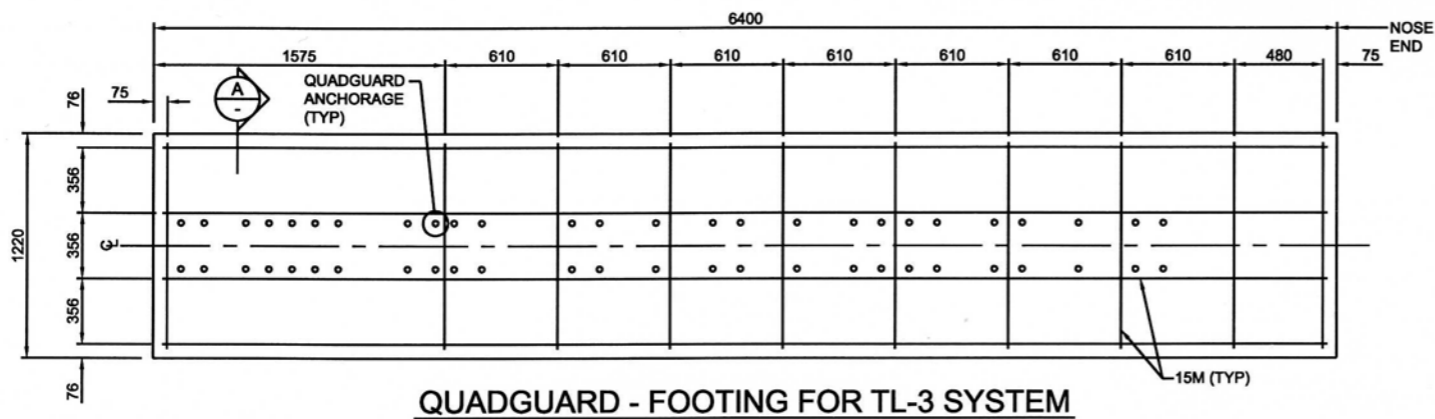 6400
NOSE
END
1575 610 610 610 610 610 610 610 480 75
75
A
-
QUADGUARD
ANCHORAGE
(TYP)
76
356
356
356
76
1220
CL
15M (TYP)
QUADGUARD - FOOTING FOR TL-3 SYSTEM